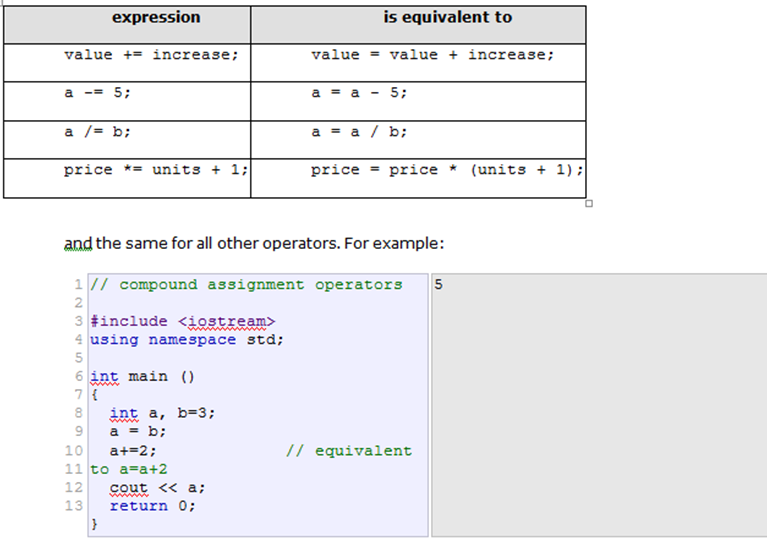 expression is equivalent to
value += increase; value = value + increase;
a -= 5; a = a - 5;
a /= b; a = a / b;
price *= units + 1; price = price * (units + 1);
and the same for all other operators. For example:
1 // compound assignment operators 5
2
3 #include <iostream>
4 using namespace std;
5
6 int main ()
7 {
8 int a, b=3;
9 a = b;
10 a+=2; // equivalent
11 to a=a+2
12 cout << a;
13 return 0;
}